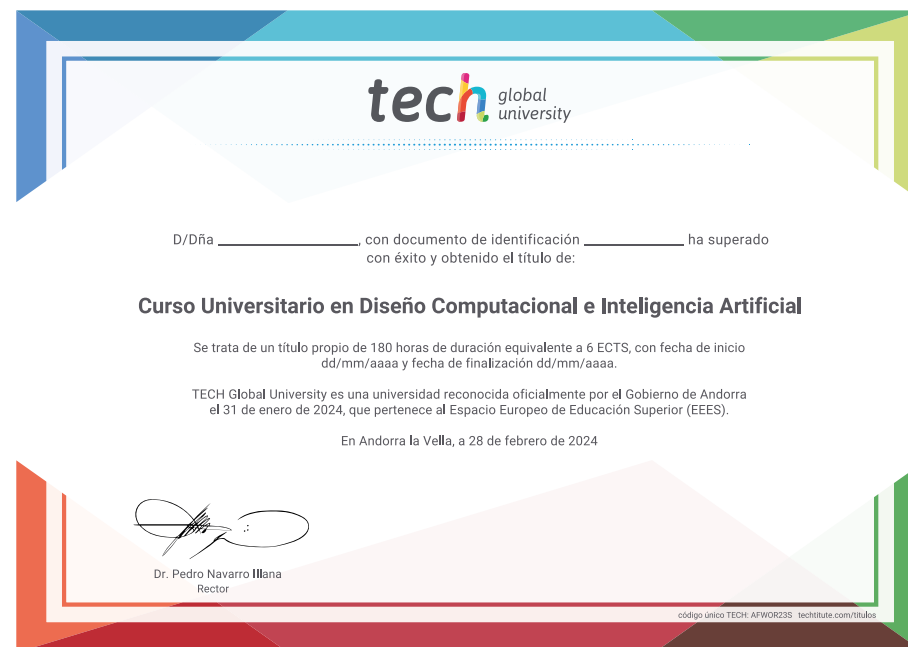 tech global university
D/Dña ________________, con documento de identificación ____________ ha superado
con éxito y obtenido el título de:
Curso Universitario en Diseño Computacional e Inteligencia Artificial
Se trata de un título propio de 180 horas de duración equivalente a 6 ECTS, con fecha de inicio
dd/mm/aaaa y fecha de finalización dd/mm/aaaa.
TECH Global University es una universidad reconocida oficialmente por el Gobierno de Andorra
el 31 de enero de 2024, que pertenece al Espacio Europeo de Educación Superior (EEES).
En Andorra la Vella, a 28 de febrero de 2024
Dr. Pedro Navarro Illana
Rector
código único TECH: AFWOR23S techtitute.com/titulos